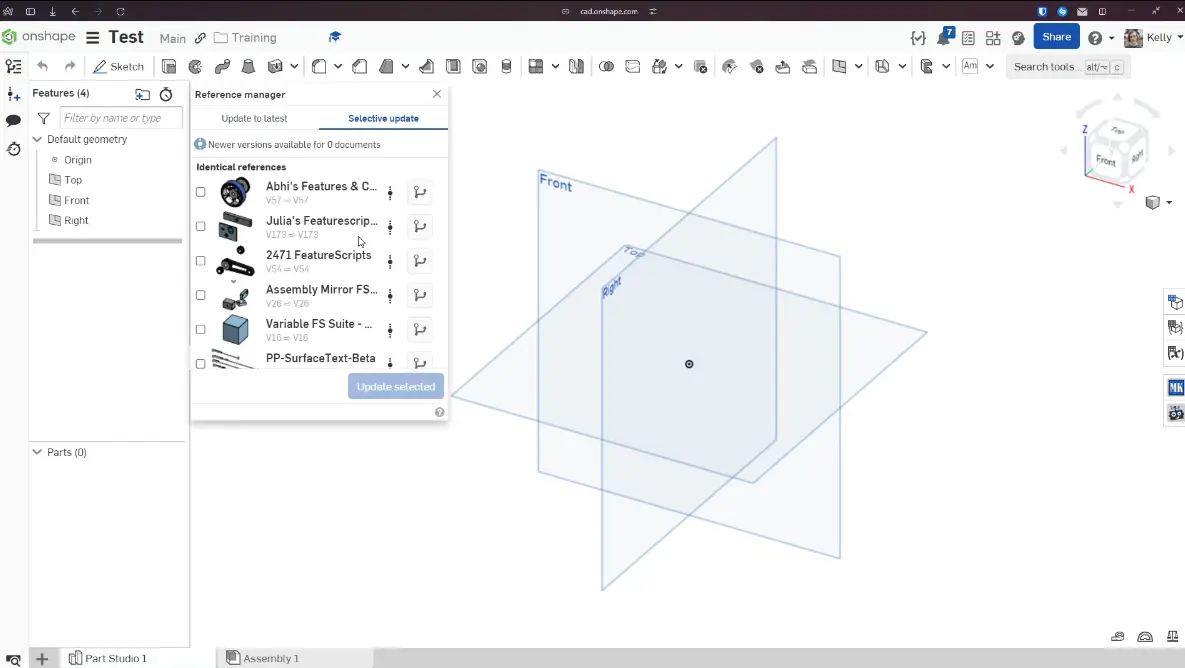 cad.onshape.com
onshape
Test
Main
Training
7
Share
Kelly
Sketch
Am
Search tools...
alt/⌥
c
Features (4)
Filter by name or type
Default geometry
Origin
Top
Front
Right
Parts (0)
Reference manager
Update to latest
Selective update
Newer versions available for 0 documents
Identical references
Abhi's Features & C...
V57 ⇨ V57
Julia's Featurescrip...
V173 ⇨ V173
2471 FeatureScripts
V54 ⇨ V54
Assembly Mirror FS...
V26 ⇨ V26
Variable FS Suite - ...
V16 ⇨ V16
PP-SurfaceText-Beta
Update selected
Front
Top
Right
Z
Top
Front
Right
X
MK
Part Studio 1
Assembly 1